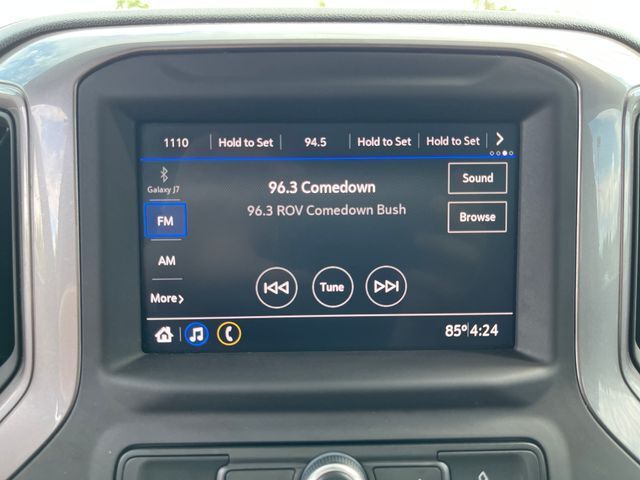 1110 Hold to Set 94.5 Hold to Set Hold to Set >
Galaxy J7
96.3 Comedown
Sound
FM
96.3 ROV Comedown Bush
Browse
AM
More >
Tune
85° 4:24